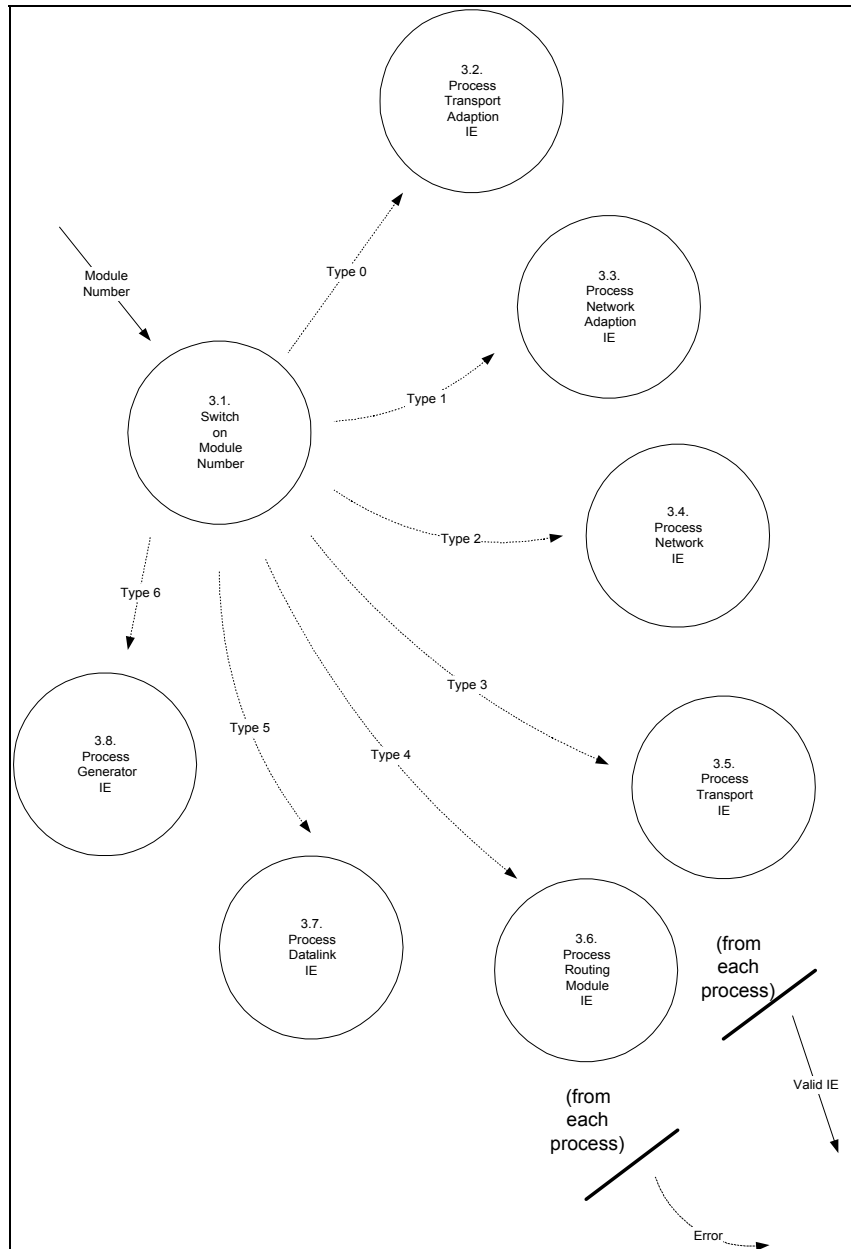 3.2.
Process
Transport
Adaption
IE
3.3.
Process
Network
Adaption
IE
Module
Number
Type 0
Type 1
3.1.
Switch
on
Module
Number
3.4.
Process
Network
IE
Type 2
Type 6
Type 3
Type 5
Type 4
3.8.
Process
Generator
IE
3.5.
Process
Transport
IE
3.7.
Process
Datalink
IE
3.6.
Process
Routing
Module
IE
(from
each
process)
Valid IE
(from
each
process)
Error